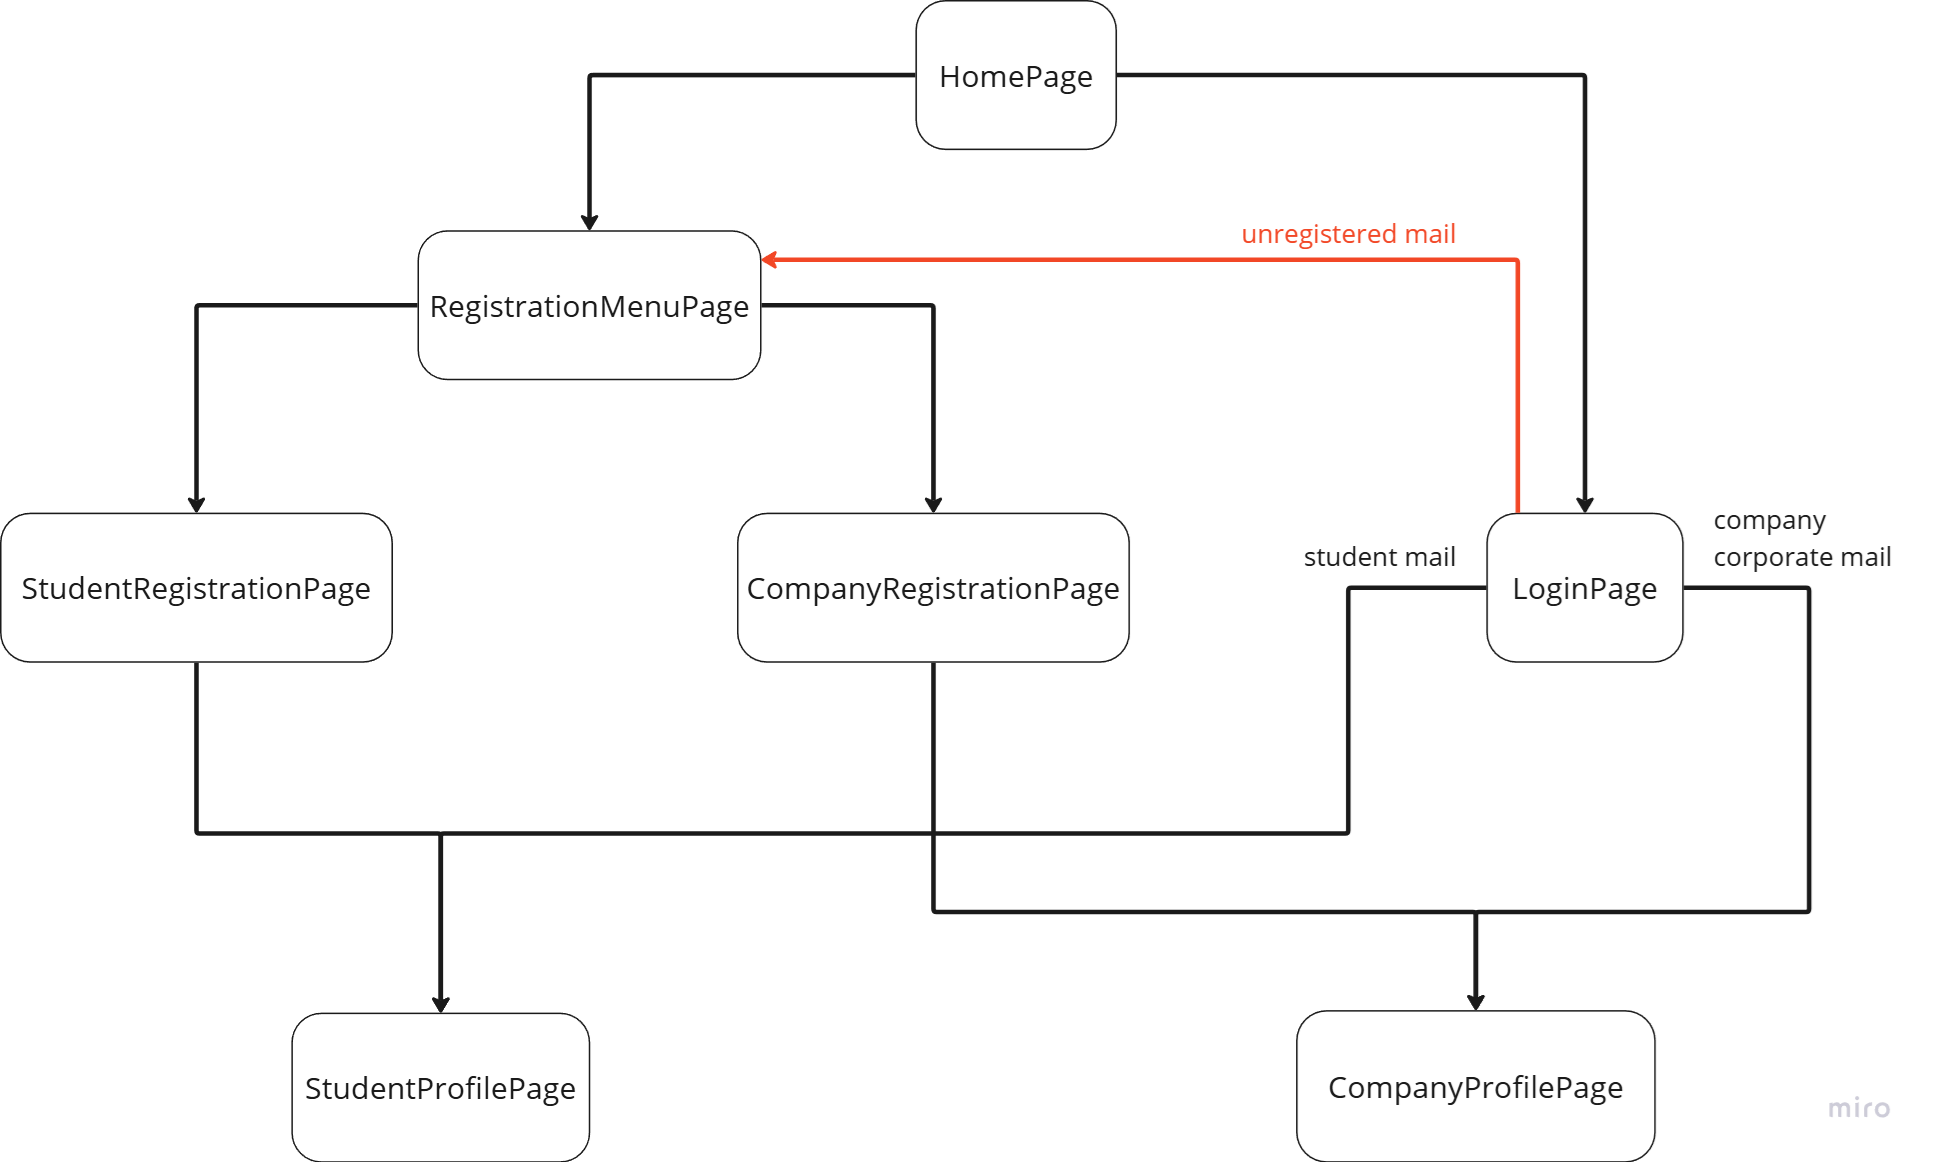 HomePage
unregistered mail
RegistrationMenuPage
company
corporate mail
student mail
StudentRegistrationPage
CompanyRegistrationPage
LoginPage
StudentProfilePage
CompanyProfilePage
miro